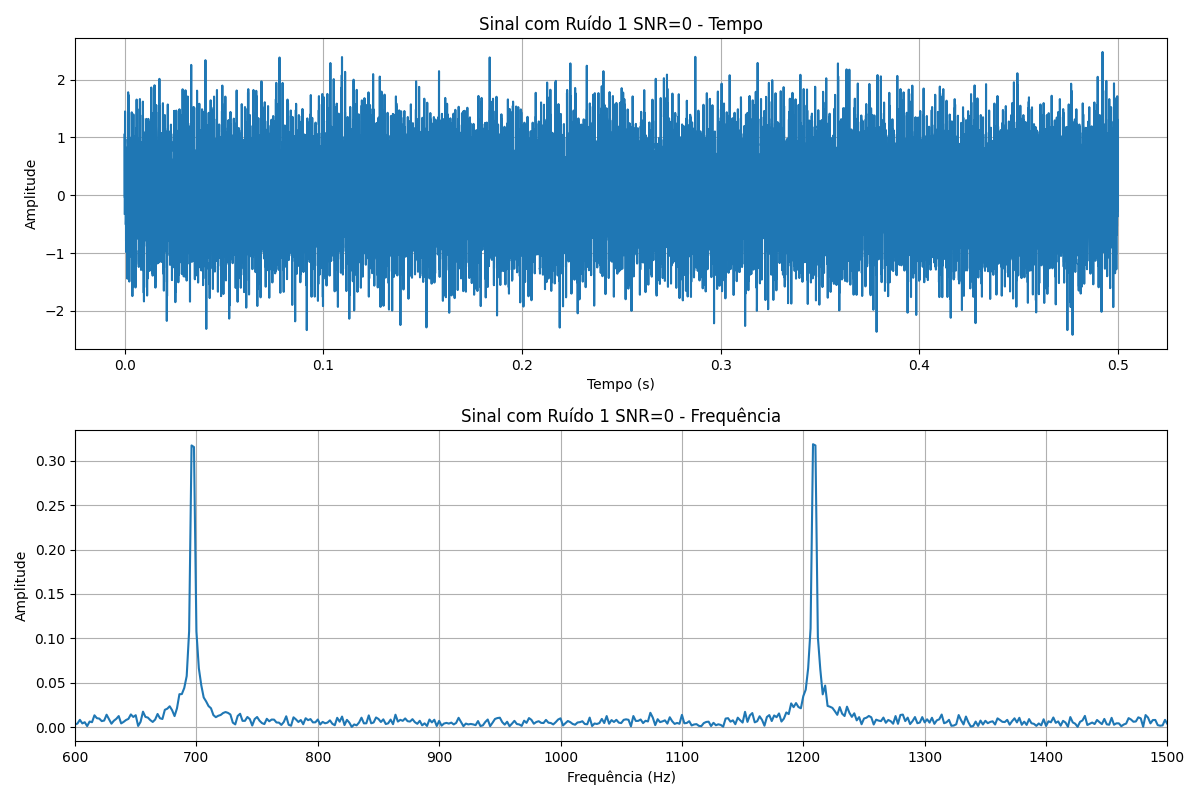 Sinal com Ruído 1 SNR=0 - Tempo
2
1
0
−1
−2
Amplitude
0.0 0.1 0.2 0.3 0.4 0.5
Tempo (s)
Sinal com Ruído 1 SNR=0 - Frequência
0.30
0.25
0.20
0.15
0.10
0.05
0.00
Amplitude
600 700 800 900 1000 1100 1200 1300 1400 1500
Frequência (Hz)